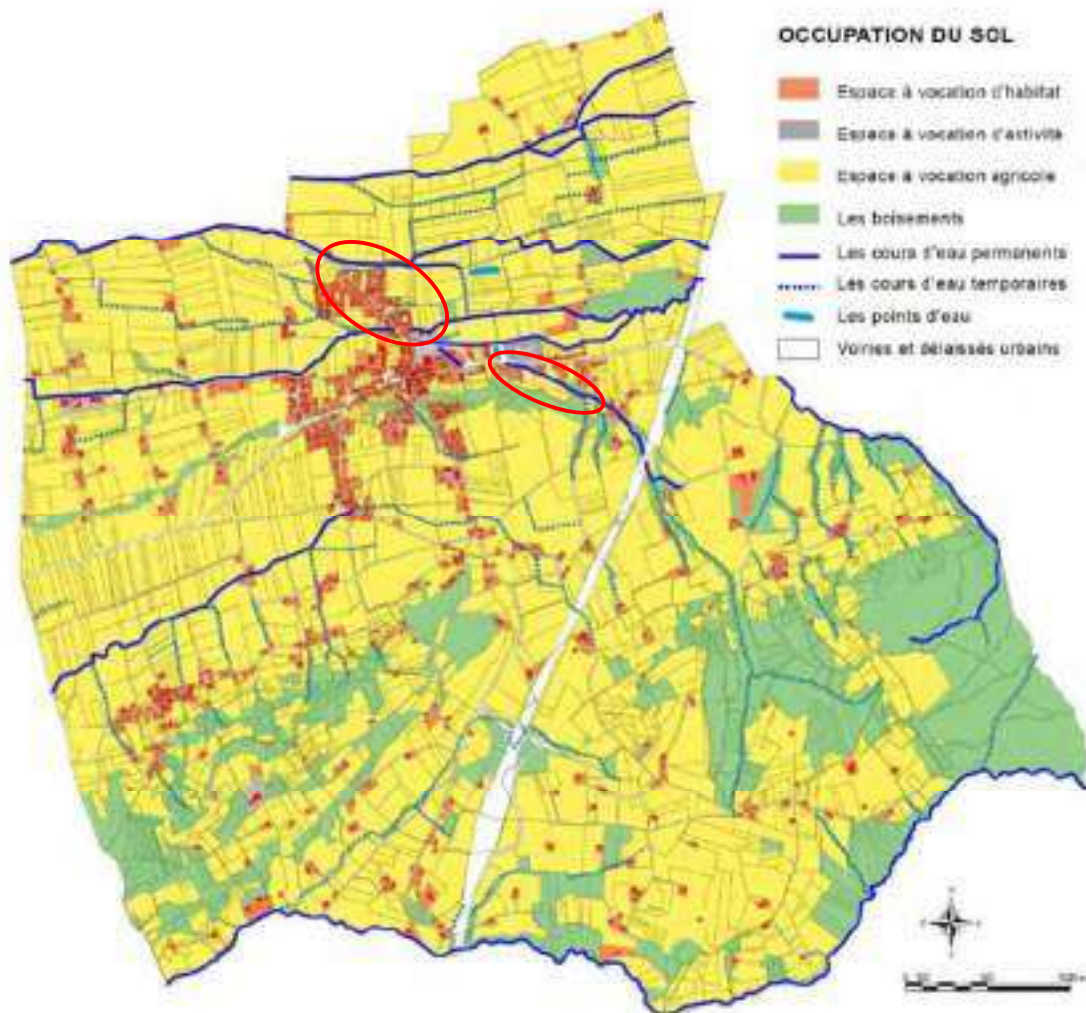 OCCUPATION DU SOL
Espace à vocation d'habitat
Espace à vocation d'activité
Espace à vocation agricole
Les boisements
Les cours d'eau permanents
Les cours d'eau temporaires
Les points d'eau
Voiries et délaissés urbains